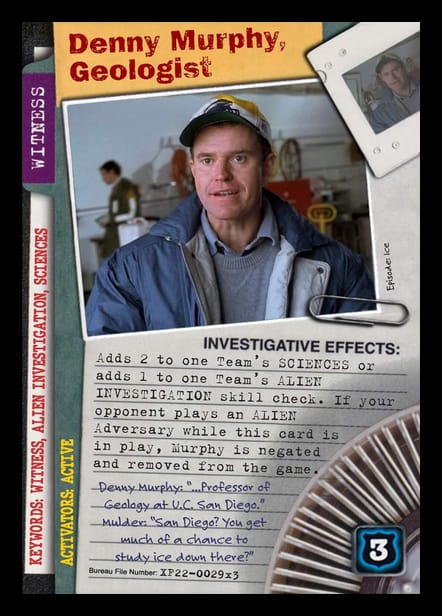 Denny Murphy,
Geologist
WITNESS
KEYWORDS: WITNESS, ALIEN INVESTIGATION, SCIENCES
ACTIVATORS: ACTIVE
Episode: Ice
INVESTIGATIVE EFFECTS:
Adds 2 to one Team's SCIENCES or
adds 1 to one Team's ALIEN
INVESTIGATION skill check. If your
opponent plays an ALIEN
Adversary while this card is
in play, Murphy is negated
and removed from the game.
Denny Murphy: "...Professor of
Geology at U.C. San Diego."
Mulder: "San Diego? You get
much of a chance to
study ice down there?"
Bureau File Number: XF22-0029x3
3